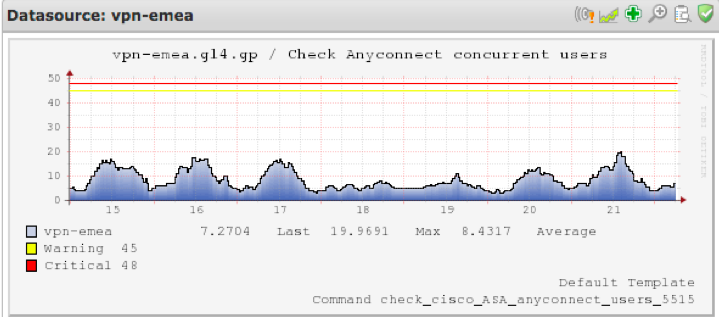 Datasource: vpn-emea
vpn-emea.gl4.gp / Check Anyconnect concurrent users
50
40
30
20
10
0
15 16 17 18 19 20 21
RRDTOOL / TOBI OETIKER
vpn-emea 7.2704 Last 19.9691 Max 8.4317 Average
Warning 45
Critical 48
Default Template
Command check_cisco_ASA_anyconnect_users_5515